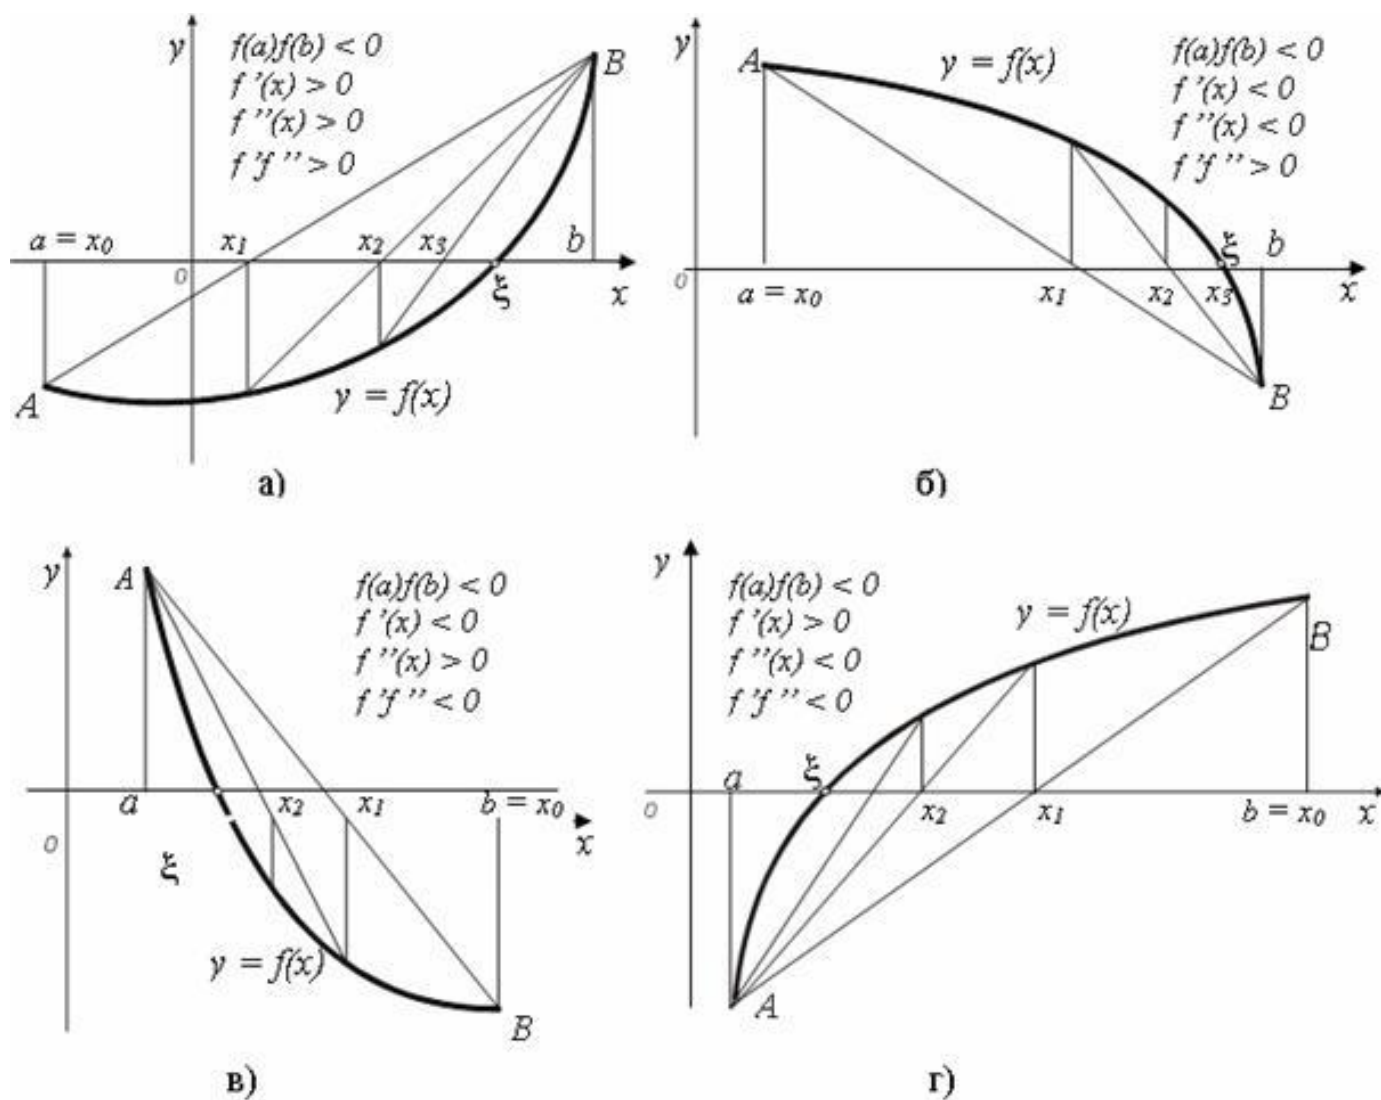 y
f(a)f(b) < 0
f '(x) > 0
f ''(x) > 0
f 'f '' > 0
B
a = x₀
x₁
x₂
x₃
b
0
ξ
x
A
y = f(x)
а)
y
A
y = f(x)
f(a)f(b) < 0
f '(x) < 0
f ''(x) < 0
f 'f '' > 0
ξ
b
0
a = x₀
x₁
x₂
x₃
x
B
б)
y
A
f(a)f(b) < 0
f '(x) < 0
f ''(x) > 0
f 'f '' < 0
a
x₂
x₁
b = x₀
0
x
ξ
y = f(x)
B
в)
y
f(a)f(b) < 0
f '(x) > 0
f ''(x) < 0
f 'f '' < 0
y = f(x)
B
a
ξ
0
x₂
x₁
b = x₀
x
A
г)